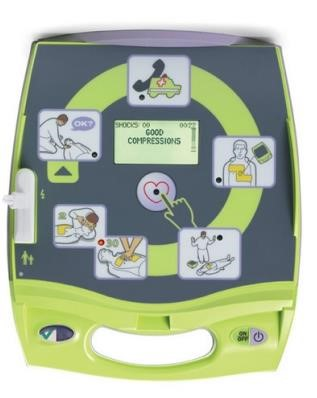 OK?
SHOCKS: 00 00:22
GOOD
COMPRESSIONS
2
30
ON
OFF